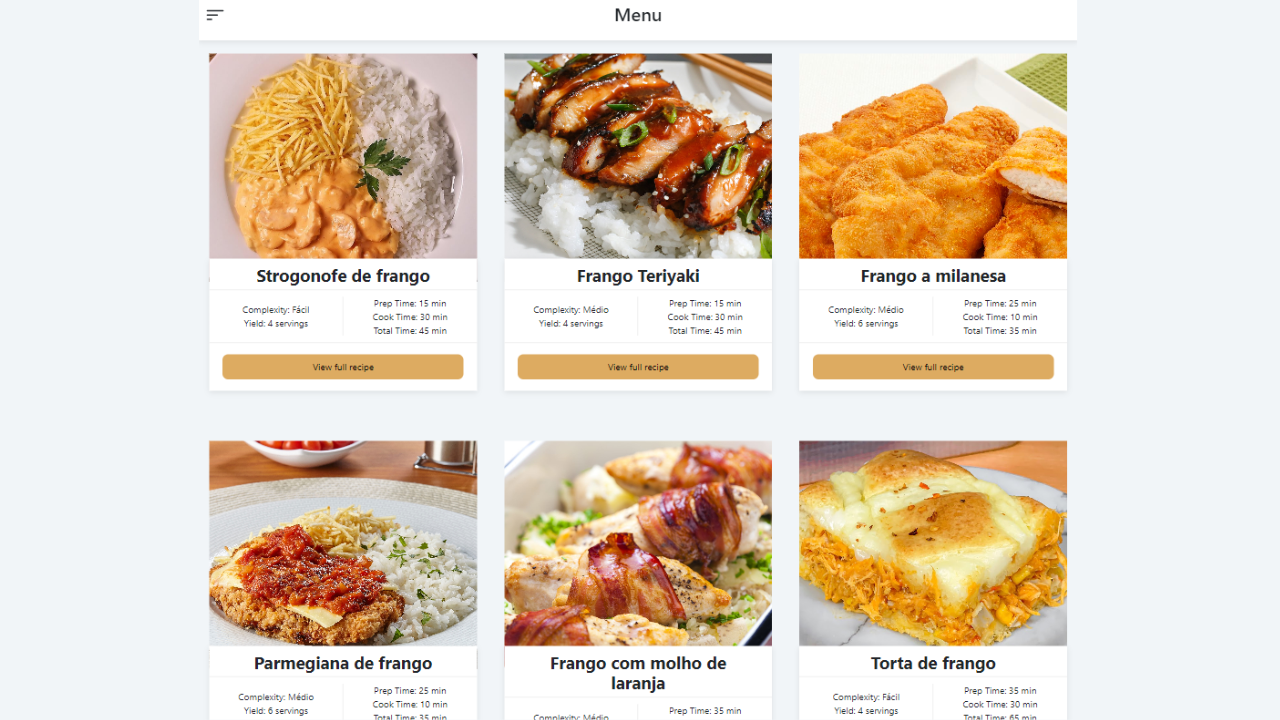 Menu
Strogonofe de frango
Complexity: Fácil
Yield: 4 servings
Prep Time: 15 min
Cook Time: 30 min
Total Time: 45 min
View full recipe
Frango Teriyaki
Complexity: Médio
Yield: 4 servings
Prep Time: 15 min
Cook Time: 30 min
Total Time: 45 min
View full recipe
Frango a milanesa
Complexity: Médio
Yield: 6 servings
Prep Time: 25 min
Cook Time: 10 min
Total Time: 35 min
View full recipe
Parmegiana de frango
Complexity: Médio
Yield: 6 servings
Prep Time: 25 min
Cook Time: 10 min
Total Time: 35 min
Frango com molho de
laranja
Complexity: Médio
Prep Time: 35 min
Torta de frango
Complexity: Fácil
Yield: 4 servings
Prep Time: 35 min
Cook Time: 30 min
Total Time: 65 min